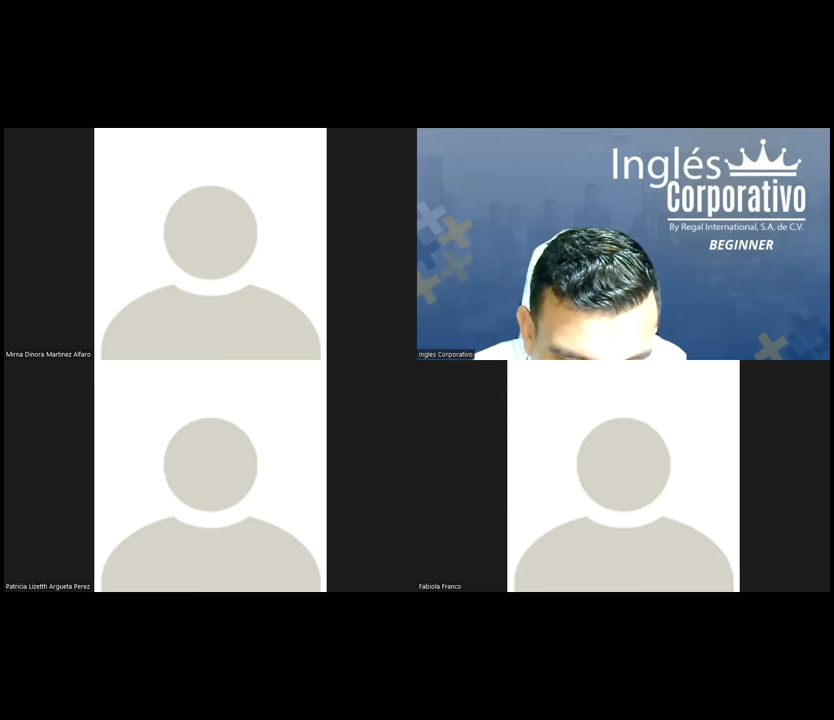 Inglés
Corporativo
By Regal International, S.A. de C.V.
BEGINNER
Mirna Dinora Martinez Alfaro
Ingles Corporativo
Patricia Lizetth Argueta Perez
Fabiola Franco